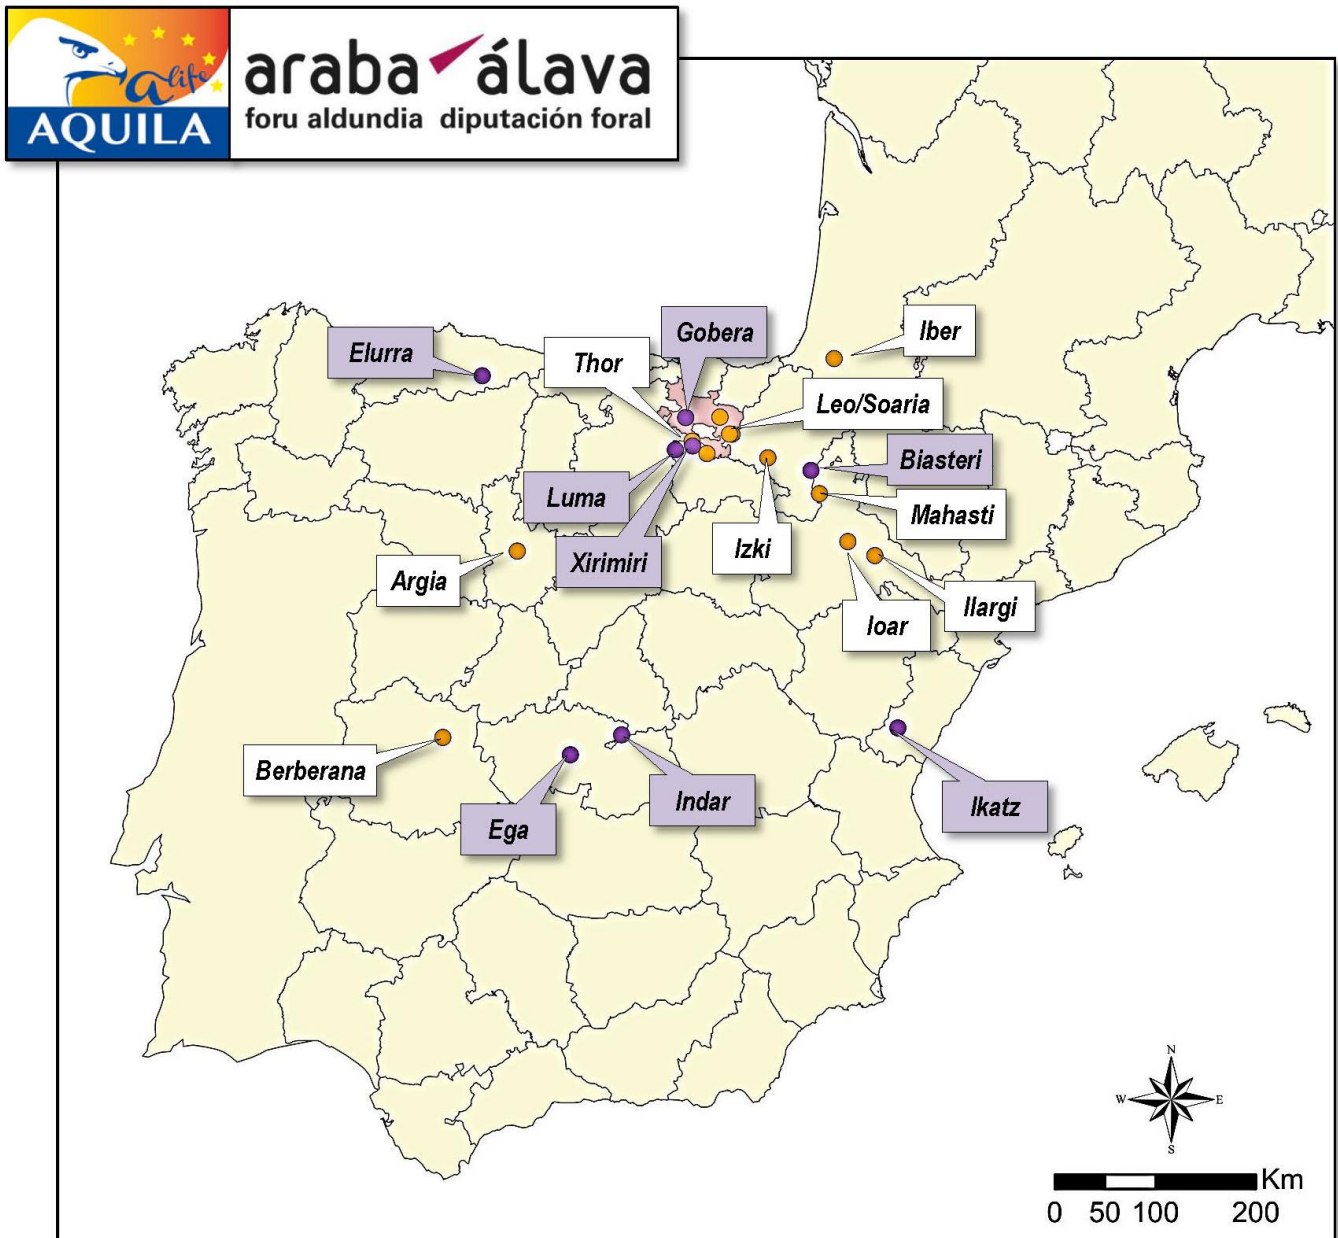 araba álava
alife
AQUILA
foru aldundia diputación foral
Gobera
Iber
Elurra
Thor
Leo/Soaria
Biasteri
Luma
Mahasti
Izki
Xirimiri
Argia
Ilargi
Ioar
Berberana
Indar
Ikatz
Ega
N
W
E
S
Km
0 50 100 200